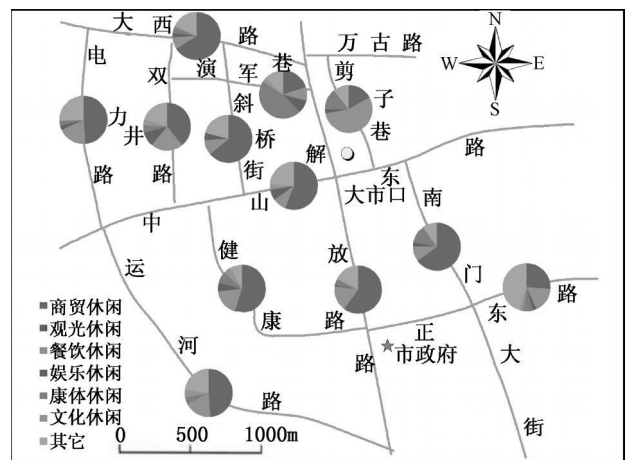 大西路
万古路
N
W E
S
电力路
双井路
演军巷
斜桥街
剪子巷
解放路
中山东路
大市口
南门大街
健康路
运河路
正东路
市政府
商贸休闲
观光休闲
餐饮休闲
娱乐休闲
康体休闲
文化休闲
其它
0 500 1000m